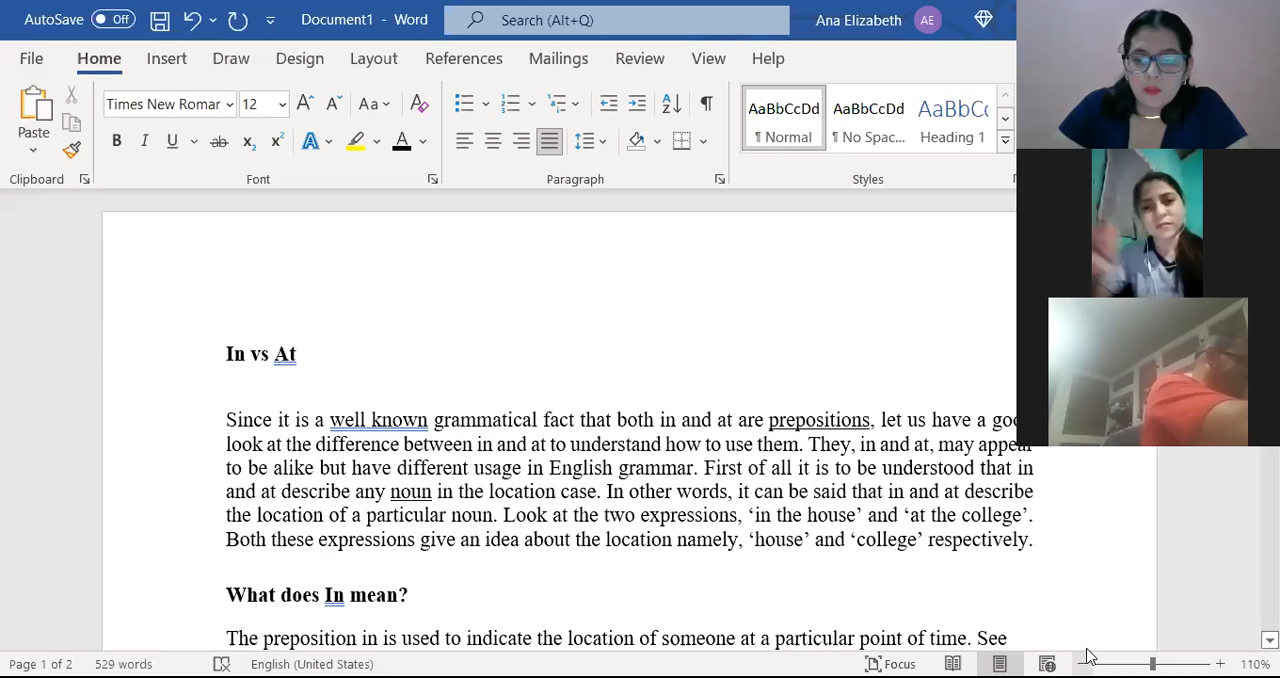 AutoSave Off Document1 - Word Search (Alt+Q) Ana Elizabeth AE
File Home Insert Draw Design Layout References Mailings Review View Help
Times New Romar 12 Aa AaBbCcDd AaBbCcDd AaBbCc
Paste B I U ab x2 x2 A A ¶ Normal ¶ No Spac... Heading 1
Clipboard Font Paragraph Styles
In vs At
Since it is a well known grammatical fact that both in and at are prepositions, let us have a
look at the difference between in and at to understand how to use them. They, in and at, may appear
to be alike but have different usage in English grammar. First of all it is to be understood that in
and at describe any noun in the location case. In other words, it can be said that in and at describe
the location of a particular noun. Look at the two expressions, ‘in the house’ and ‘at the college’.
Both these expressions give an idea about the location namely, ‘house’ and ‘college’ respectively.
What does In mean?
The preposition in is used to indicate the location of someone at a particular point of time. See
Page 1 of 2 529 words English (United States) Focus 110%